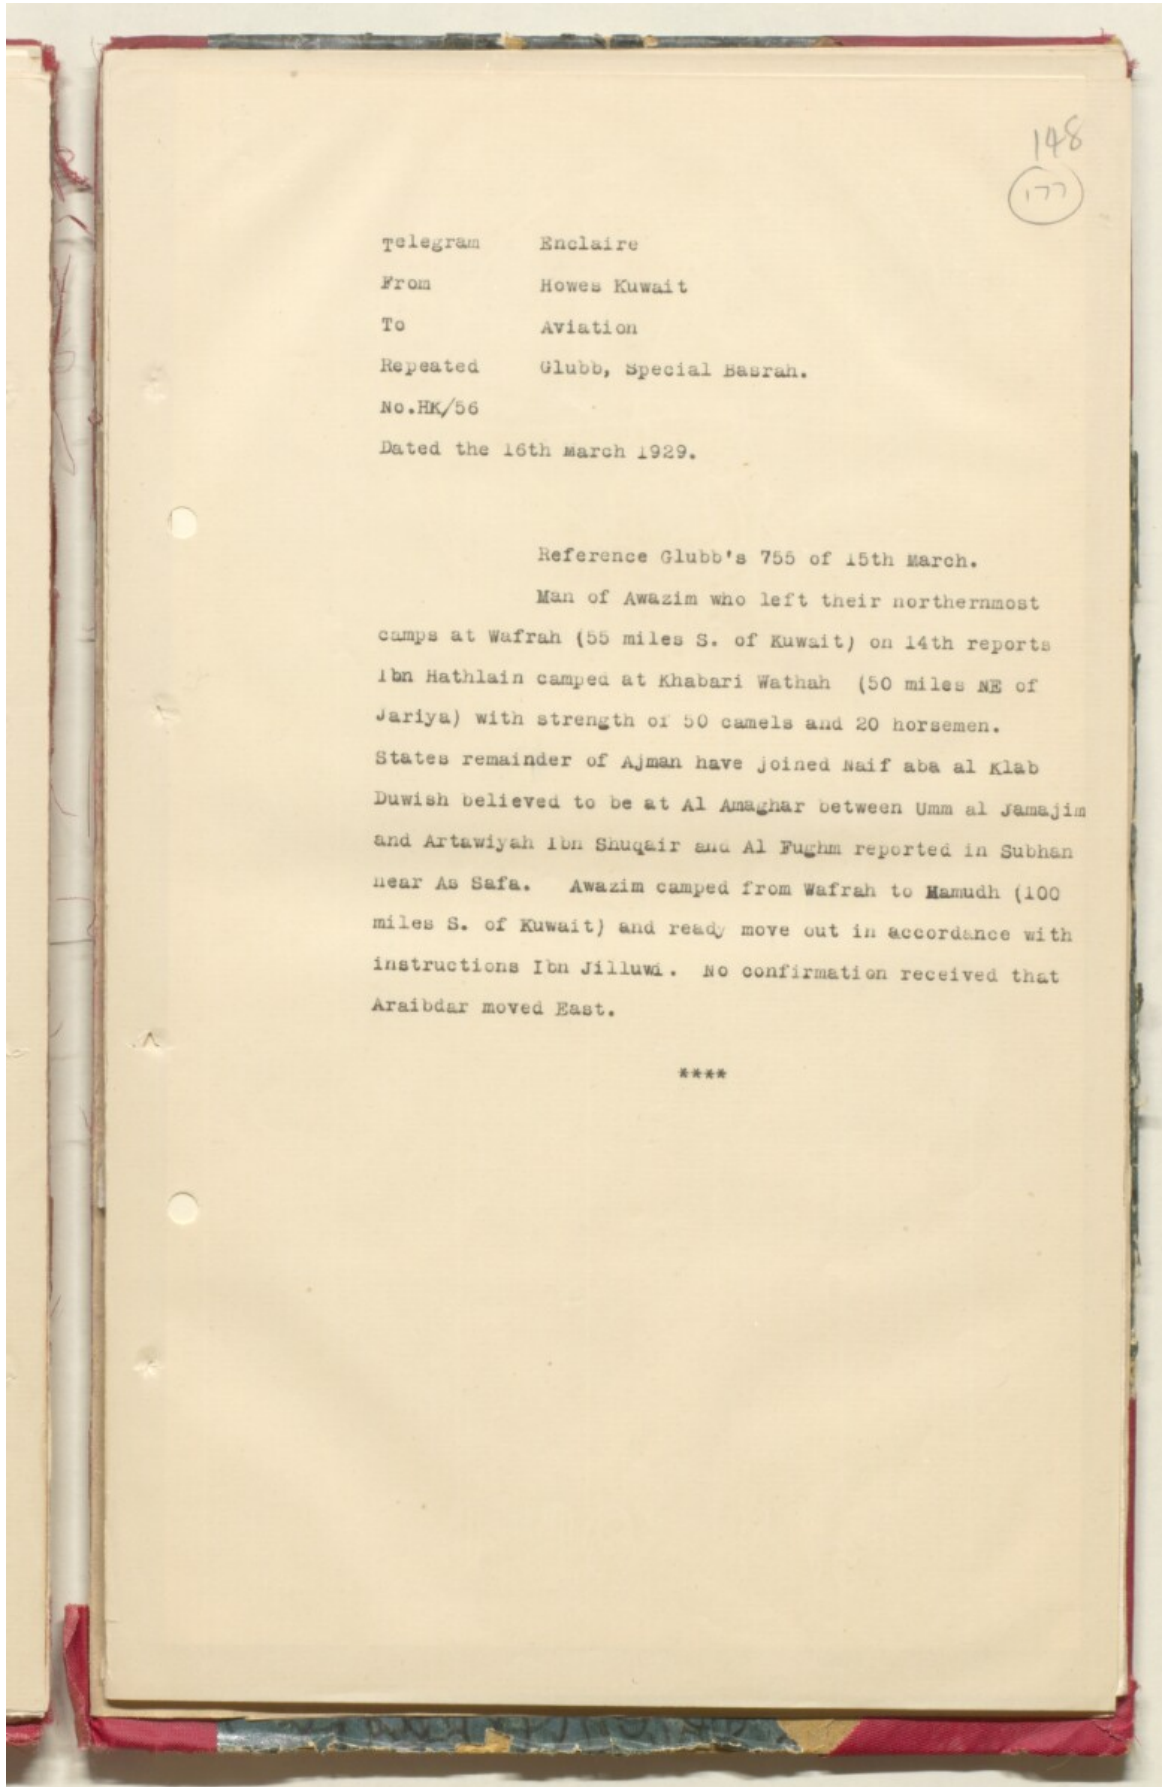 148
177
Telegram Enclaire
From Howes Kuwait
To Aviation
Repeated Glubb, Special Basrah.
No.HK/56
Dated the 16th March 1929.
Reference Glubb's 755 of 15th March.
Man of Awazim who left their northernmost
camps at Wafrah (55 miles S. of Kuwait) on 14th reports
Ibn Hathlain camped at Khabari Wathah (50 miles NE of
Jariya) with strength of 50 camels and 20 horsemen.
States remainder of Ajman have joined Naif aba al Klab
Duwish believed to be at Al Amaghar between Umm al Jamajim
and Artawiyah Ibn Shuqair and Al Fughm reported in Subhan
near As Safa. Awazim camped from Wafrah to Hamudh (100
miles S. of Kuwait) and ready move out in accordance with
instructions Ibn Jilluwi. No confirmation received that
Araibdar moved East.
****